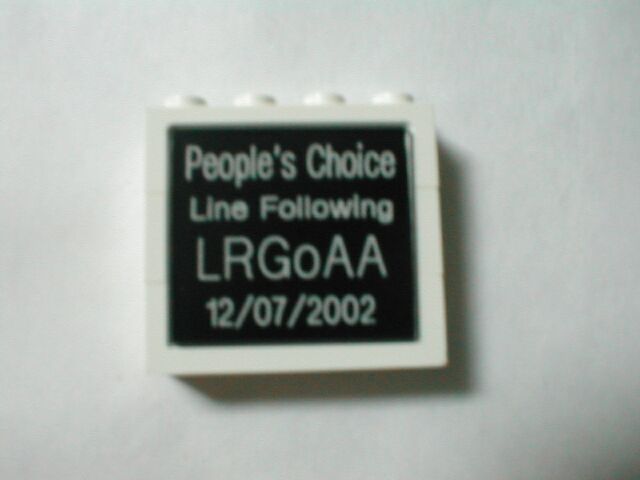 People's Choice
Line Following
LRGoAA
12/07/2002